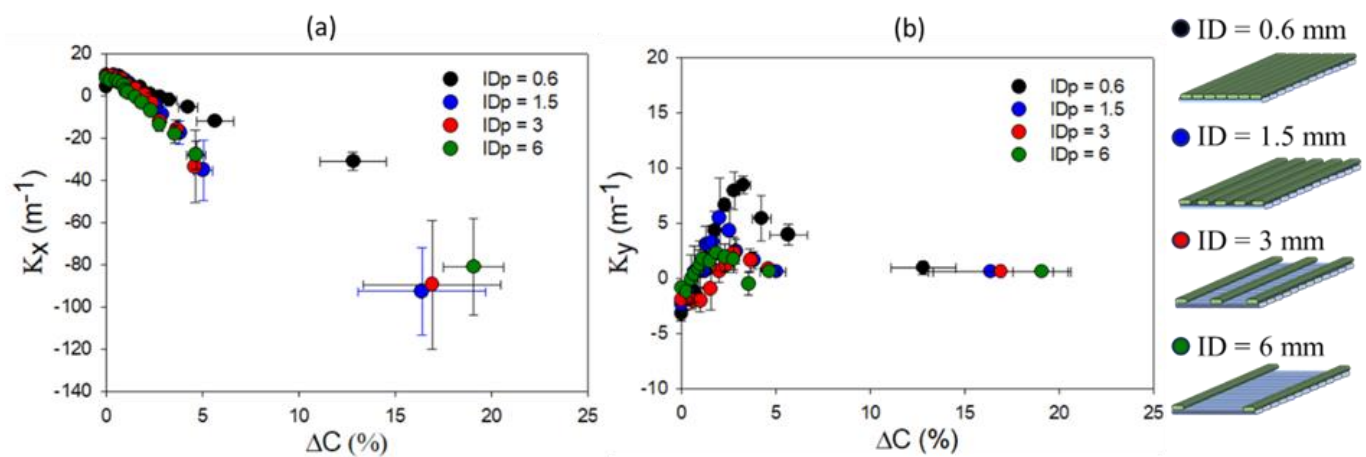 (a)
20
0
-20
-40
-60
-80
-100
-120
-140
Kx (m-1)
0 5 10 15 20 25
ΔC (%)
IDp = 0.6
IDp = 1.5
IDp = 3
IDp = 6
(b)
20
15
10
5
0
-5
-10
Ky (m-1)
0 5 10 15 20 25
ΔC (%)
IDp = 0.6
IDp = 1.5
IDp = 3
IDp = 6
ID = 0.6 mm
ID = 1.5 mm
ID = 3 mm
ID = 6 mm